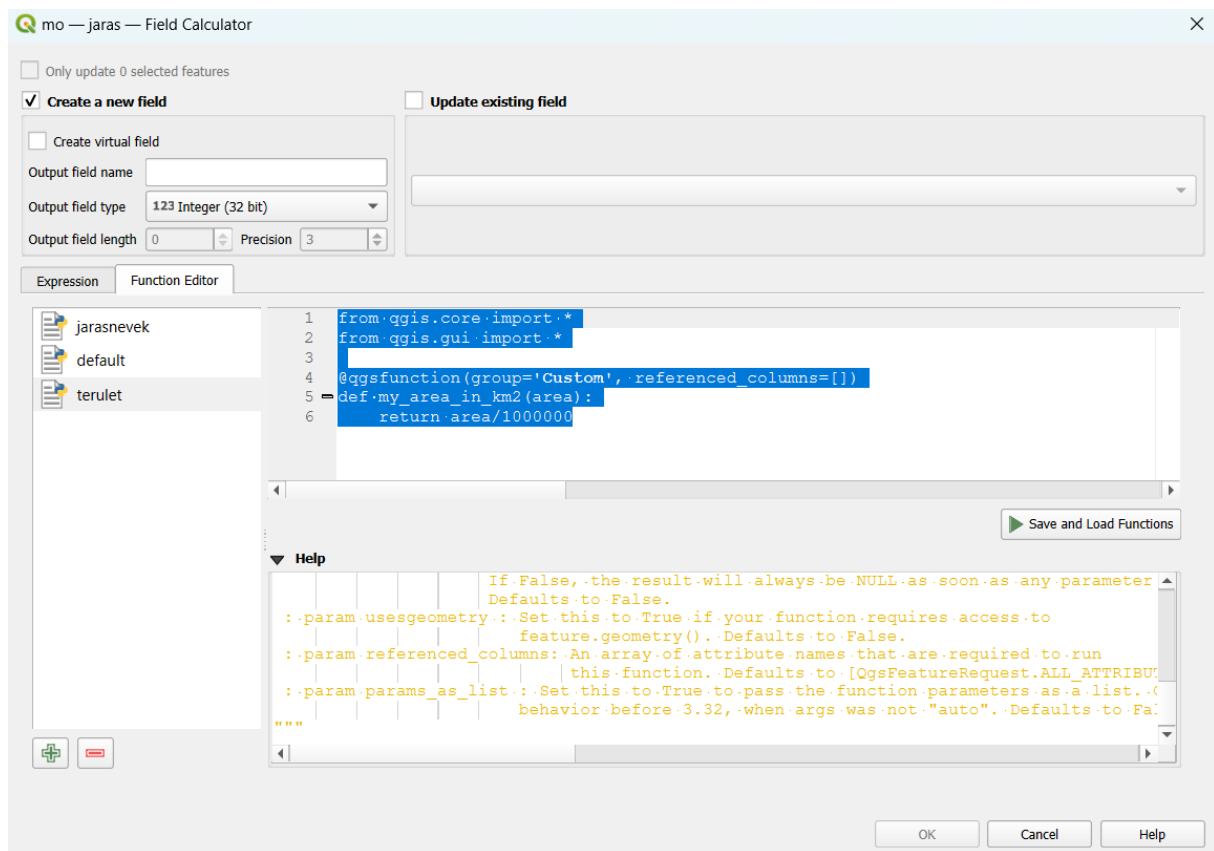 mo — jaras — Field Calculator
Only update 0 selected features
Create a new field
Update existing field
Create virtual field
Output field name
Output field type 123 Integer (32 bit)
Output field length 0 Precision 3
Expression Function Editor
jarasnevek
default
terulet
1 from·qgis.core·import·*
2 from·qgis.gui·import·*
3
4 @qgsfunction(group='Custom',·referenced_columns=[])
5 def·my_area_in_km2(area):
6 return·area/1000000
Save and Load Functions
Help
If·False,·the·result·will·always·be·NULL·as·soon·as·any·parameter
Defaults·to·False.
:·param·usesgeometry·:·Set·this·to·True·if·your·function·requires·access·to
feature.geometry().·Defaults·to·False.
:·param·referenced_columns:·An·array·of·attribute·names·that·are·required·to·run
this·function.·Defaults·to·[QgsFeatureRequest.ALL_ATTRIBUT
:·param·params_as_list·:·Set·this·to·True·to·pass·the·function·parameters·as·a·list.·
behavior·before·3.32,·when·args·was·not·"auto".·Defaults·to·Fal
"""
OK Cancel Help